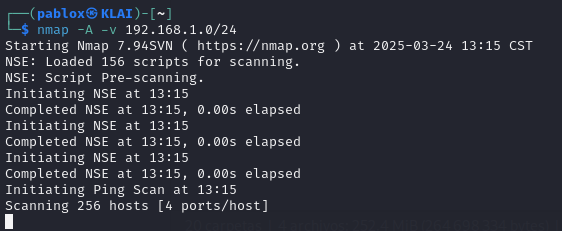 ┌──(pablox㉿KLAI)-[~]
└─$ nmap -A -v 192.168.1.0/24
Starting Nmap 7.94SVN ( https://nmap.org ) at 2025-03-24 13:15 CST
NSE: Loaded 156 scripts for scanning.
NSE: Script Pre-scanning.
Initiating NSE at 13:15
Completed NSE at 13:15, 0.00s elapsed
Initiating NSE at 13:15
Completed NSE at 13:15, 0.00s elapsed
Initiating NSE at 13:15
Completed NSE at 13:15, 0.00s elapsed
Initiating Ping Scan at 13:15
Scanning 256 hosts [4 ports/host]